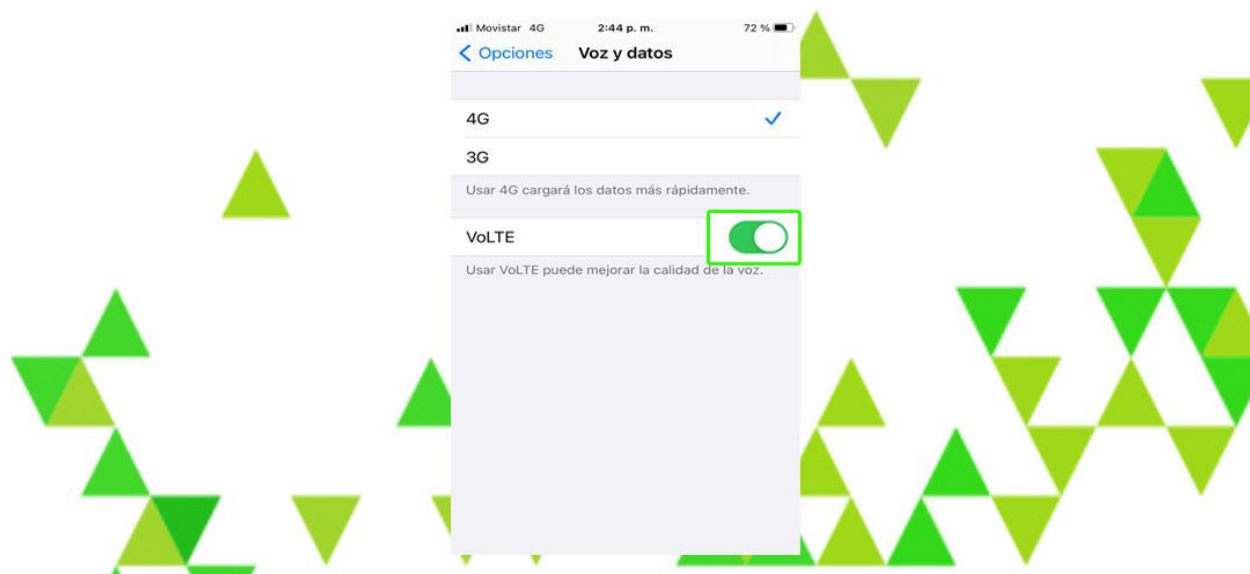 Movistar 4G 2:44 p. m. 72 %
Opciones Voz y datos
4G
3G
Usar 4G cargará los datos más rápidamente.
VoLTE
Usar VoLTE puede mejorar la calidad de la voz.